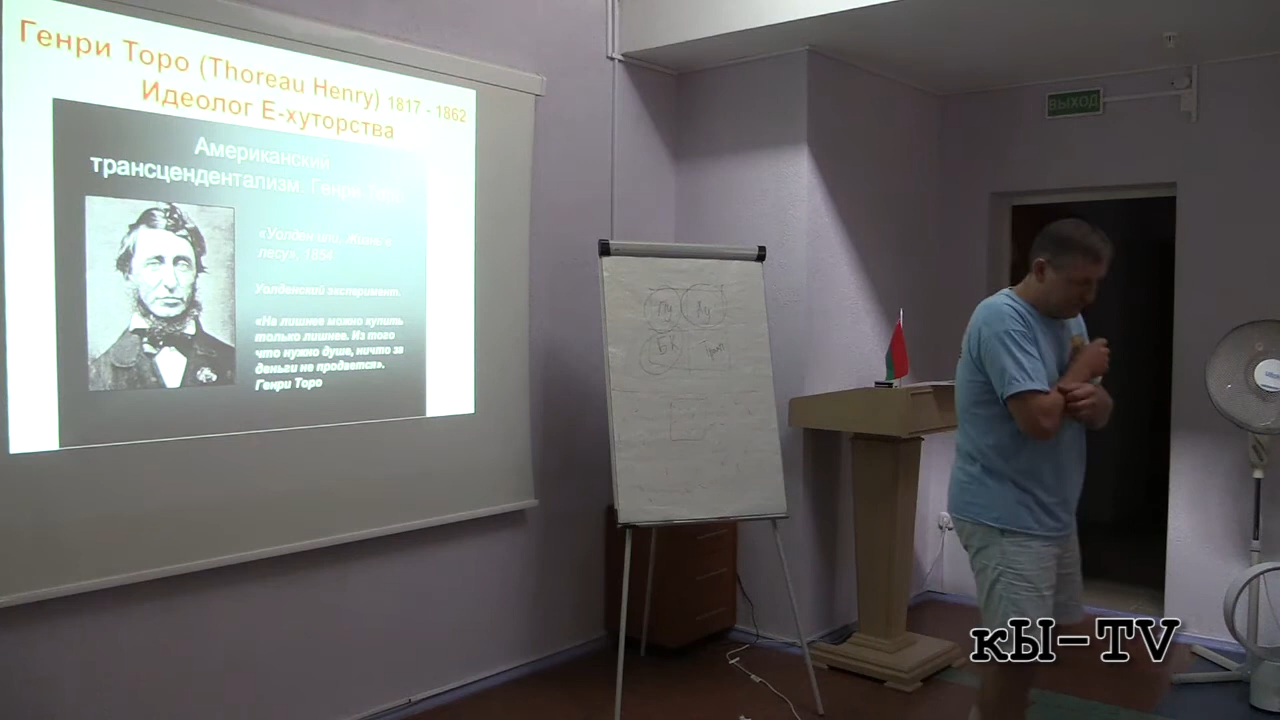 Генри Торо (Thoreau Henry) 1817 - 1862
Идеолог Е-хуторства
Американский
трансцендентализм. Генри Торо
«Уолден или, Жизнь в
лесу», 1854
Уолденский эксперимент.
«На лишнее можно купить
только лишнее. Из того
что нужно душе, ничто за
деньги не продается».
Генри Торо
ВЫХОД
БК
кЫ-TV